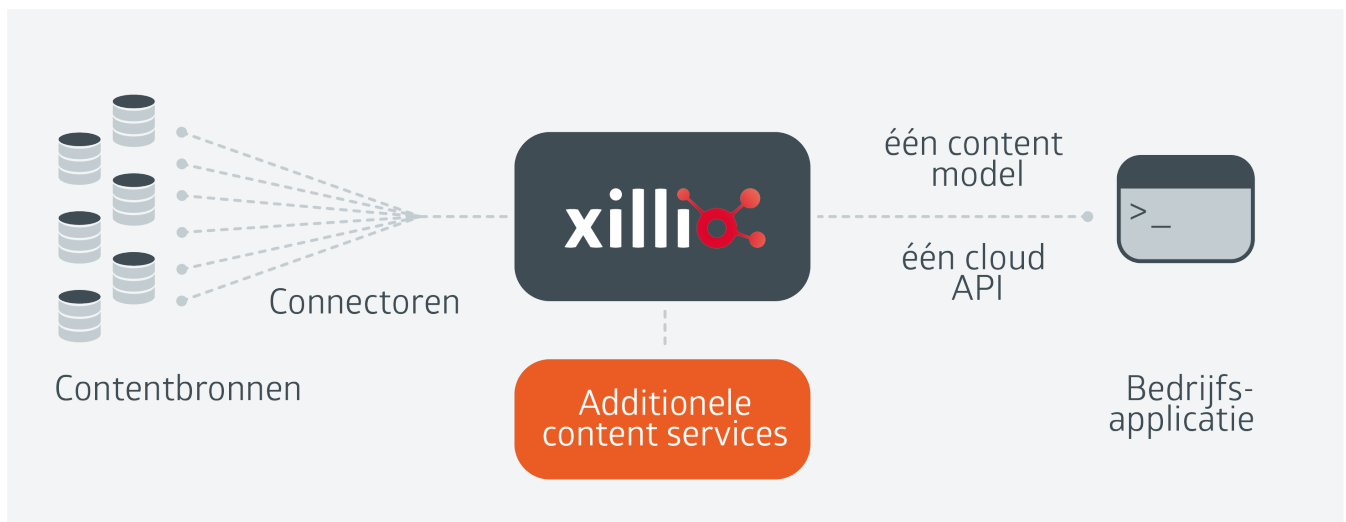 Contentbronnen
Connectoren
xillio
Additionele
content services
één content
model
één cloud
API
>_
Bedrijfs-
applicatie